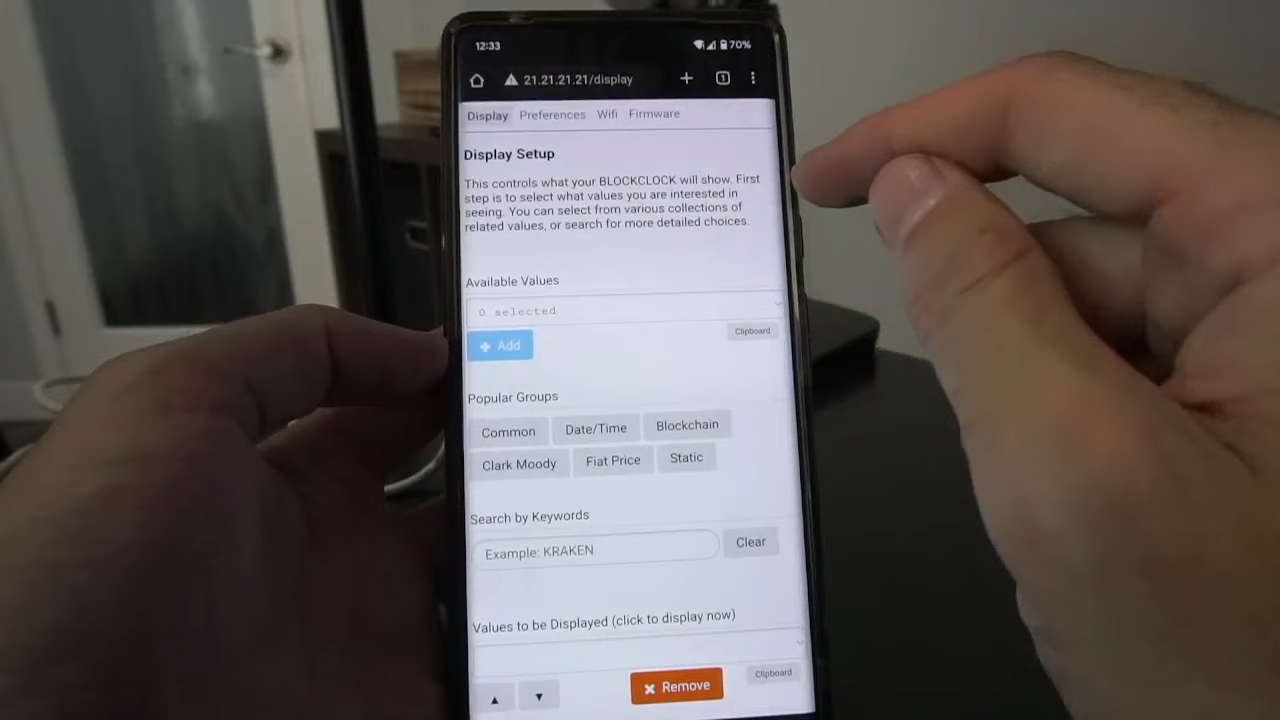 12:33
70%
21.21.21.21/display
1
Display Preferences Wifi Firmware
Display Setup
This controls what your BLOCKCLOCK will show. First
step is to select what values you are interested in
seeing. You can select from various collections of
related values, or search for more detailed choices.
Available Values
0 selected
Clipboard
Add
Popular Groups
Common Date/Time Blockchain
Clark Moody Fiat Price Static
Search by Keywords
Example: KRAKEN Clear
Values to be Displayed (click to display now)
Clipboard
Remove